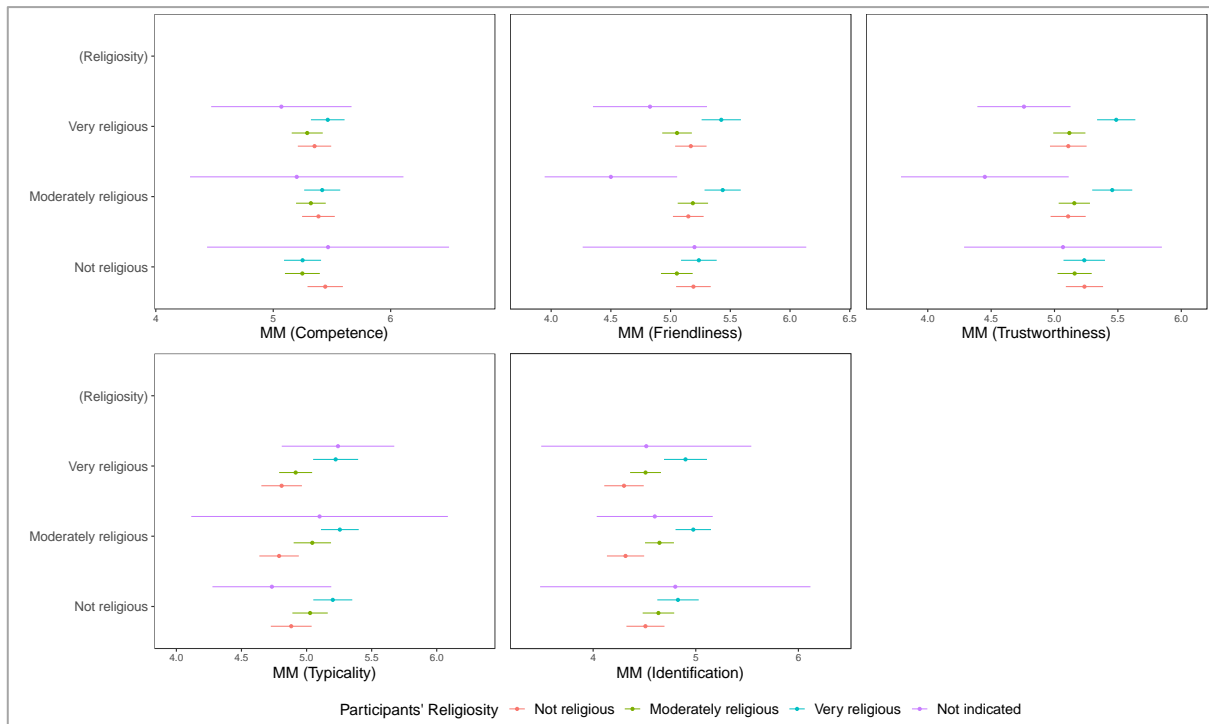 (Religiosity)
Very religious
Moderately religious
Not religious
4 5 6
MM (Competence)
4.0 4.5 5.0 5.5 6.0 6.5
MM (Friendliness)
4.0 4.5 5.0 5.5 6.0
MM (Trustworthiness)
(Religiosity)
Very religious
Moderately religious
Not religious
4.0 4.5 5.0 5.5 6.0
MM (Typicality)
4 5 6
MM (Identification)
Participants' Religiosity Not religious Moderately religious Very religious Not indicated